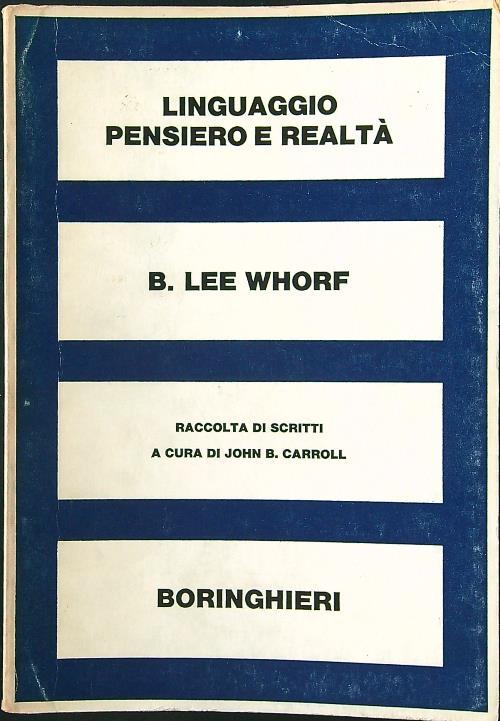 LINGUAGGIO
PENSIERO E REALTÀ
B. LEE WHORF
RACCOLTA DI SCRITTI
A CURA DI JOHN B. CARROLL
BORINGHIERI